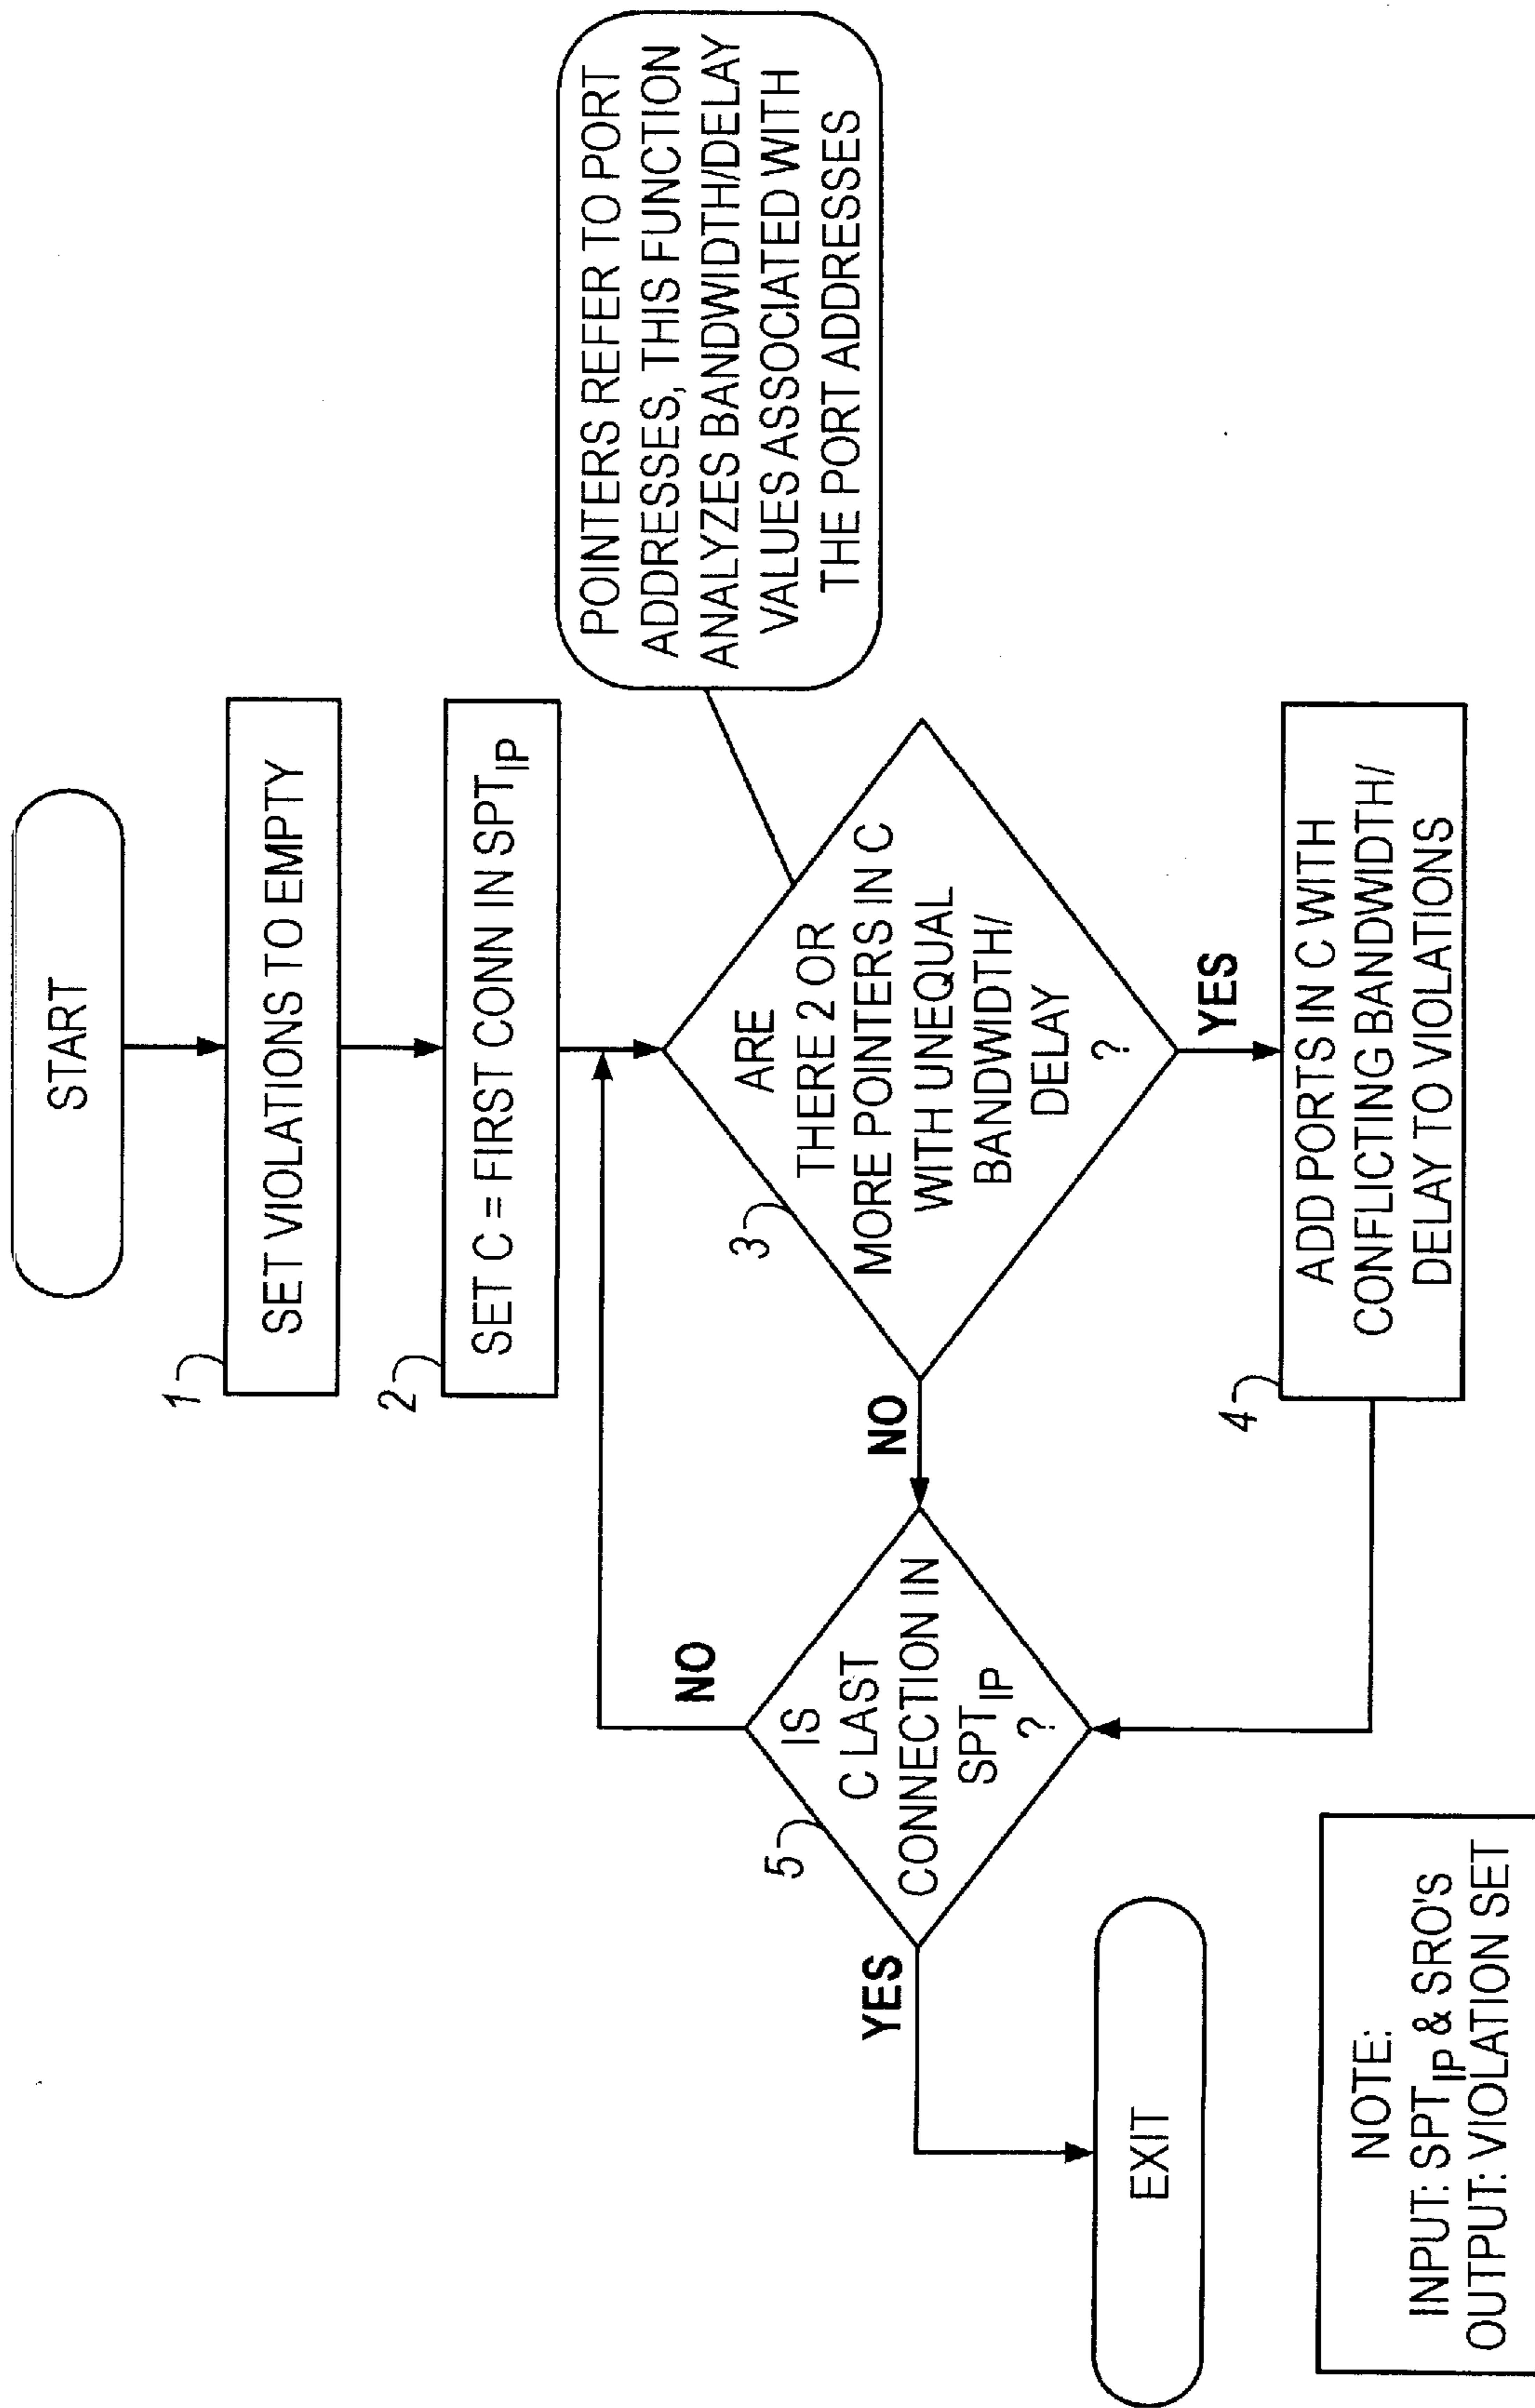 START
1
SET VIOLATIONS TO EMPTY
2
SET C = FIRST CONN IN SPT_IP
POINTERS REFER TO PORT
ADDRESSES, THIS FUNCTION
ANALYZES BANDWIDTH/DELAY
VALUES ASSOCIATED WITH
THE PORT ADDRESSES
3
ARE
THERE 2 OR
MORE POINTERS IN C
WITH UNEQUAL
BANDWIDTH/
DELAY
?
NO
YES
4
ADD PORTS IN C WITH
CONFLICTING BANDWIDTH/
DELAY TO VIOLATIONS
5
IS
C LAST
CONNECTION IN
SPT_IP
?
NO
YES
EXIT
NOTE:
INPUT: SPT_IP & SRO'S
OUTPUT: VIOLATION SET